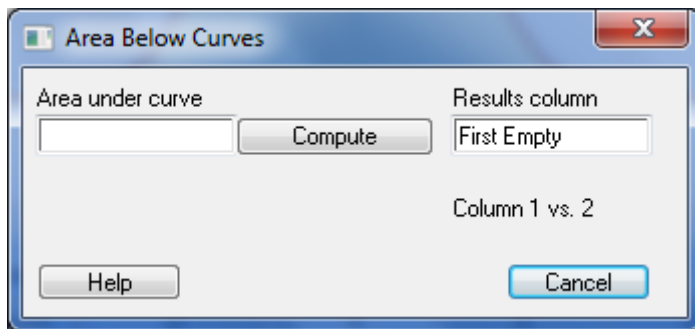 Area Below Curves
Area under curve
Results column
Compute
First Empty
Column 1 vs. 2
Help
Cancel